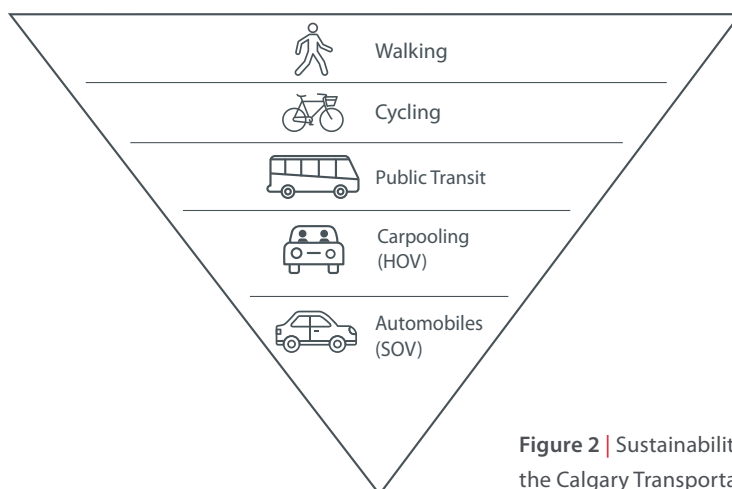 Walking
Cycling
Public Transit
Carpooling
(HOV)
Automobiles
(SOV)
Figure 2 | Sustainabilit
the Calgary Transporta